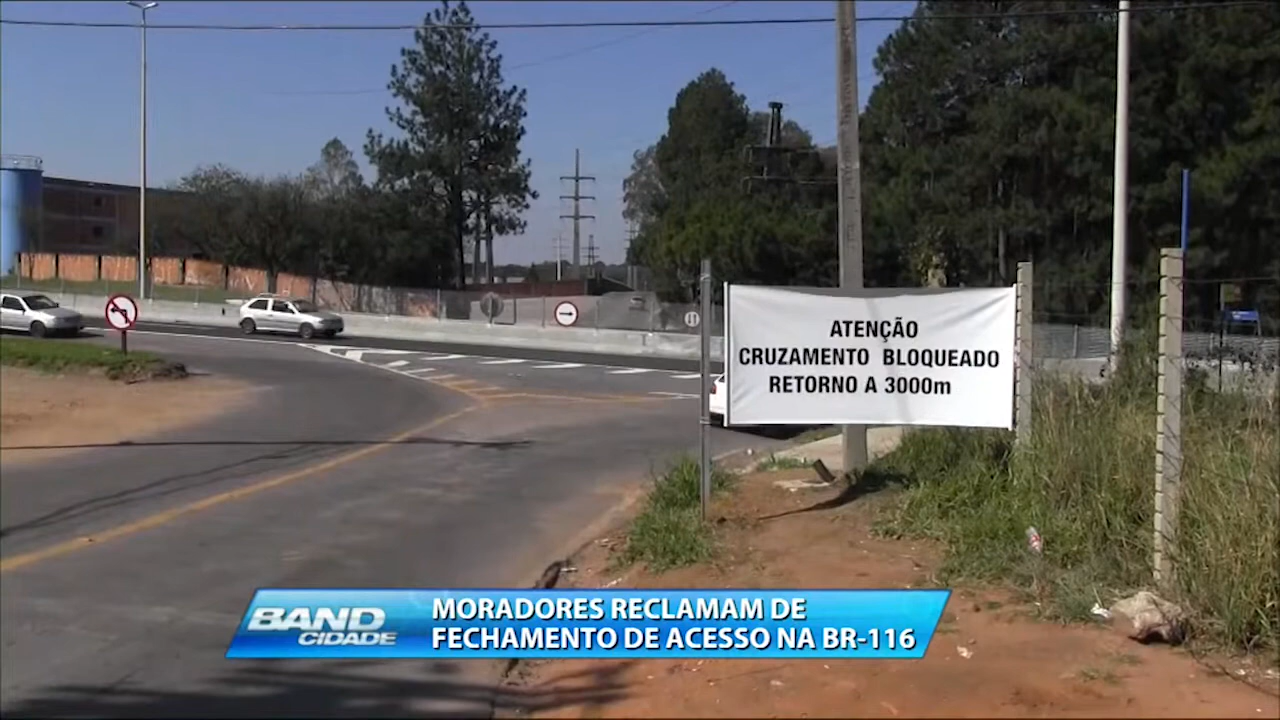 ATENÇÃO
CRUZAMENTO BLOQUEADO
RETORNO A 3000m
BAND
CIDADE
MORADORES RECLAMAM DE
FECHAMENTO DE ACESSO NA BR-116